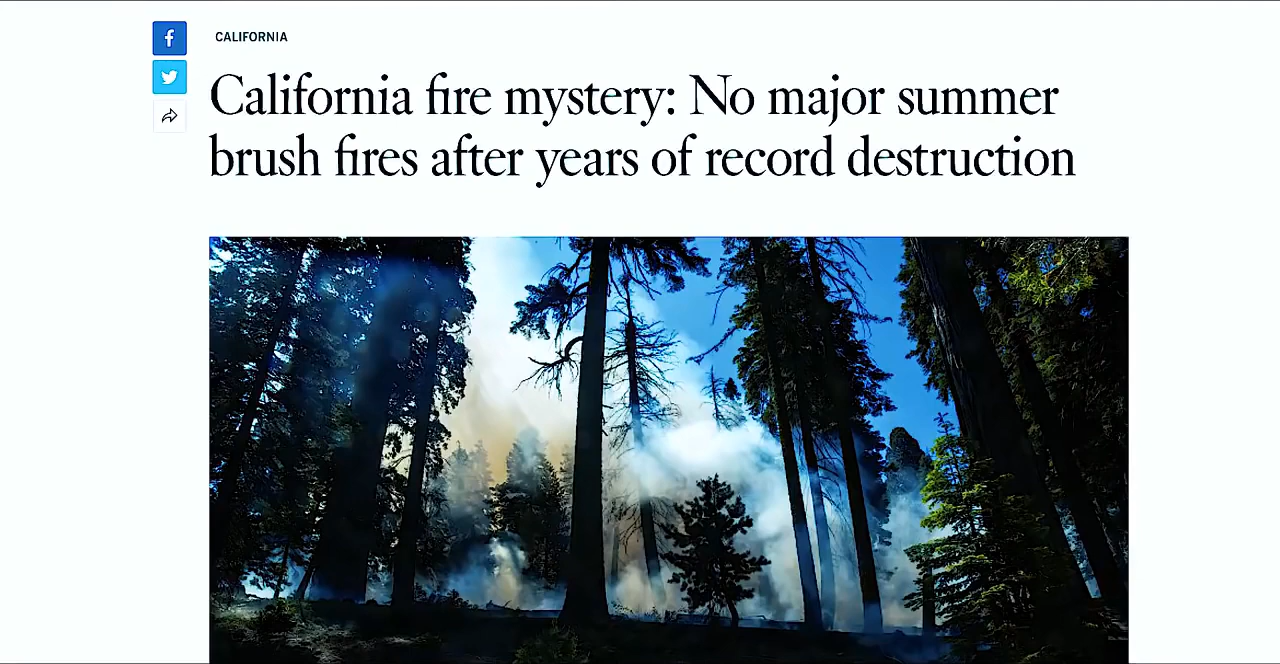 CALIFORNIA
California fire mystery: No major summer
brush fires after years of record destruction